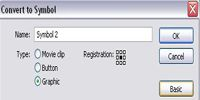 Convert to Symbol
Name: Symbol 2
OK
Type: Movie clip Registration:
Cancel
Button
Graphic
Basic